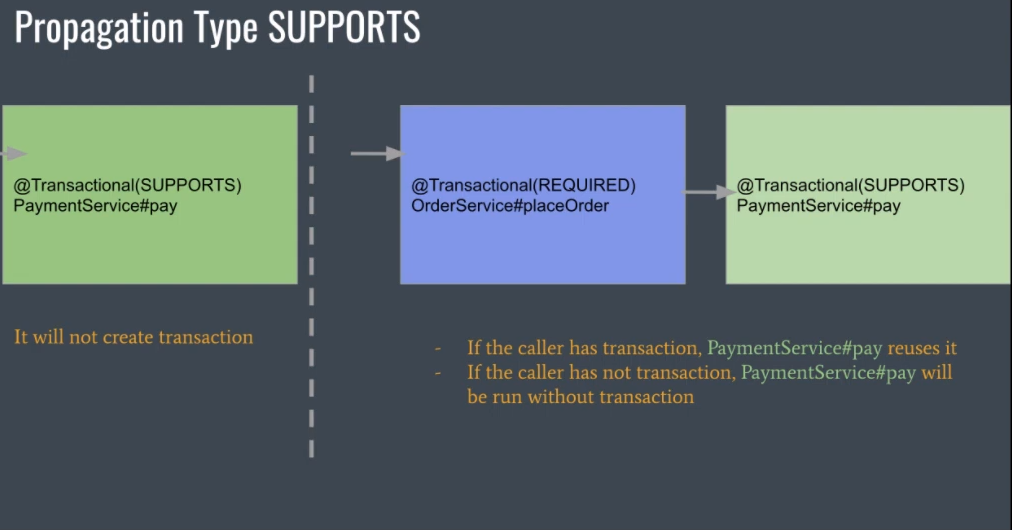 Propagation Type SUPPORTS
@Transactional(SUPPORTS)
PaymentService#pay
It will not create transaction
@Transactional(REQUIRED)
OrderService#placeOrder
@Transactional(SUPPORTS)
PaymentService#pay
- If the caller has transaction, PaymentService#pay reuses it
- If the caller has not transaction, PaymentService#pay will
be run without transaction